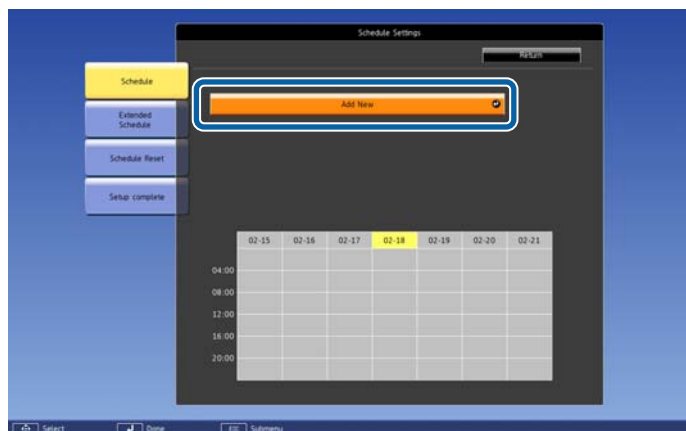 Schedule Settings
Return
Schedule
Add New
Extended
Schedule
Schedule Reset
Setup complete
02-15 02-16 02-17 02-18 02-19 02-20 02-21
04:00
08:00
12:00
16:00
20:00
Select Done Submenu